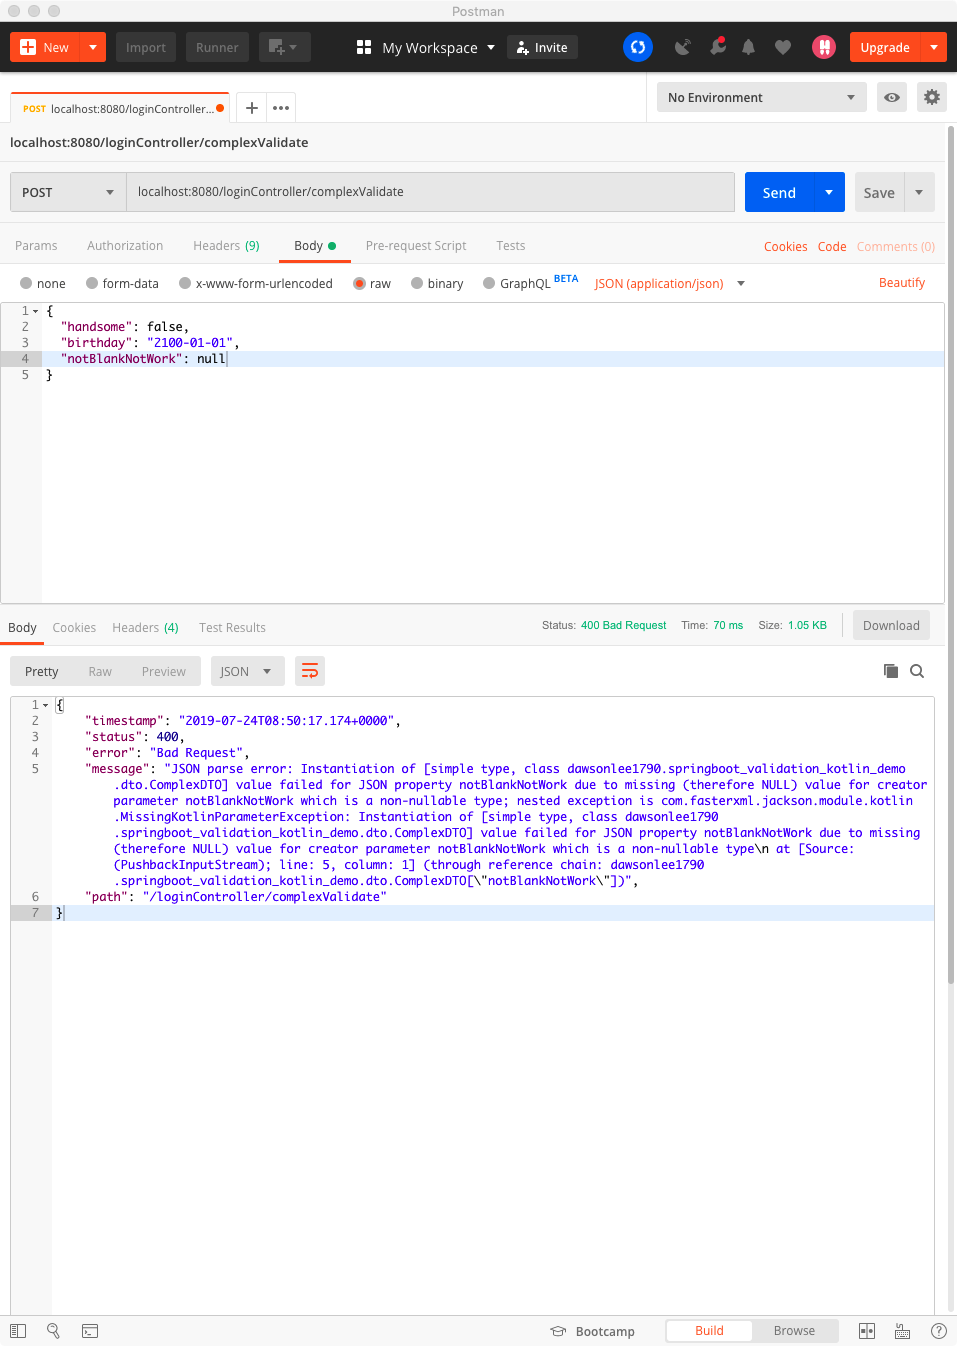 Postman
New
Import
Runner
My Workspace
Invite
Upgrade
POST localhost:8080/loginController...
No Environment
localhost:8080/loginController/complexValidate
POST
localhost:8080/loginController/complexValidate
Send
Save
Params
Authorization
Headers (9)
Body
Pre-request Script
Tests
Cookies
Code
Comments (0)
none
form-data
x-www-form-urlencoded
raw
binary
GraphQL BETA
JSON (application/json)
Beautify
1 {
2 "handsome": false,
3 "birthday": "2100-01-01",
4 "notBlankNotWork": null
5 }
Body
Cookies
Headers (4)
Test Results
Status: 400 Bad Request
Time: 70 ms
Size: 1.05 KB
Download
Pretty
Raw
Preview
JSON
1 {
2 "timestamp": "2019-07-24T08:50:17.174+0000",
3 "status": 400,
4 "error": "Bad Request",
5 "message": "JSON parse error: Instantiation of [simple type, class dawsonlee1790.springboot_validation_kotlin_demo
.dto.ComplexDTO] value failed for JSON property notBlankNotWork due to missing (therefore NULL) value for creator
parameter notBlankNotWork which is a non-nullable type; nested exception is com.fasterxml.jackson.module.kotlin
.MissingKotlinParameterException: Instantiation of [simple type, class dawsonlee1790
.springboot_validation_kotlin_demo.dto.ComplexDTO] value failed for JSON property notBlankNotWork due to missing
(therefore NULL) value for creator parameter notBlankNotWork which is a non-nullable type\n at [Source:
(PushbackInputStream); line: 5, column: 1] (through reference chain: dawsonlee1790
.springboot_validation_kotlin_demo.dto.ComplexDTO[\"notBlankNotWork\"])",
6 "path": "/loginController/complexValidate"
7 }
Bootcamp
Build
Browse